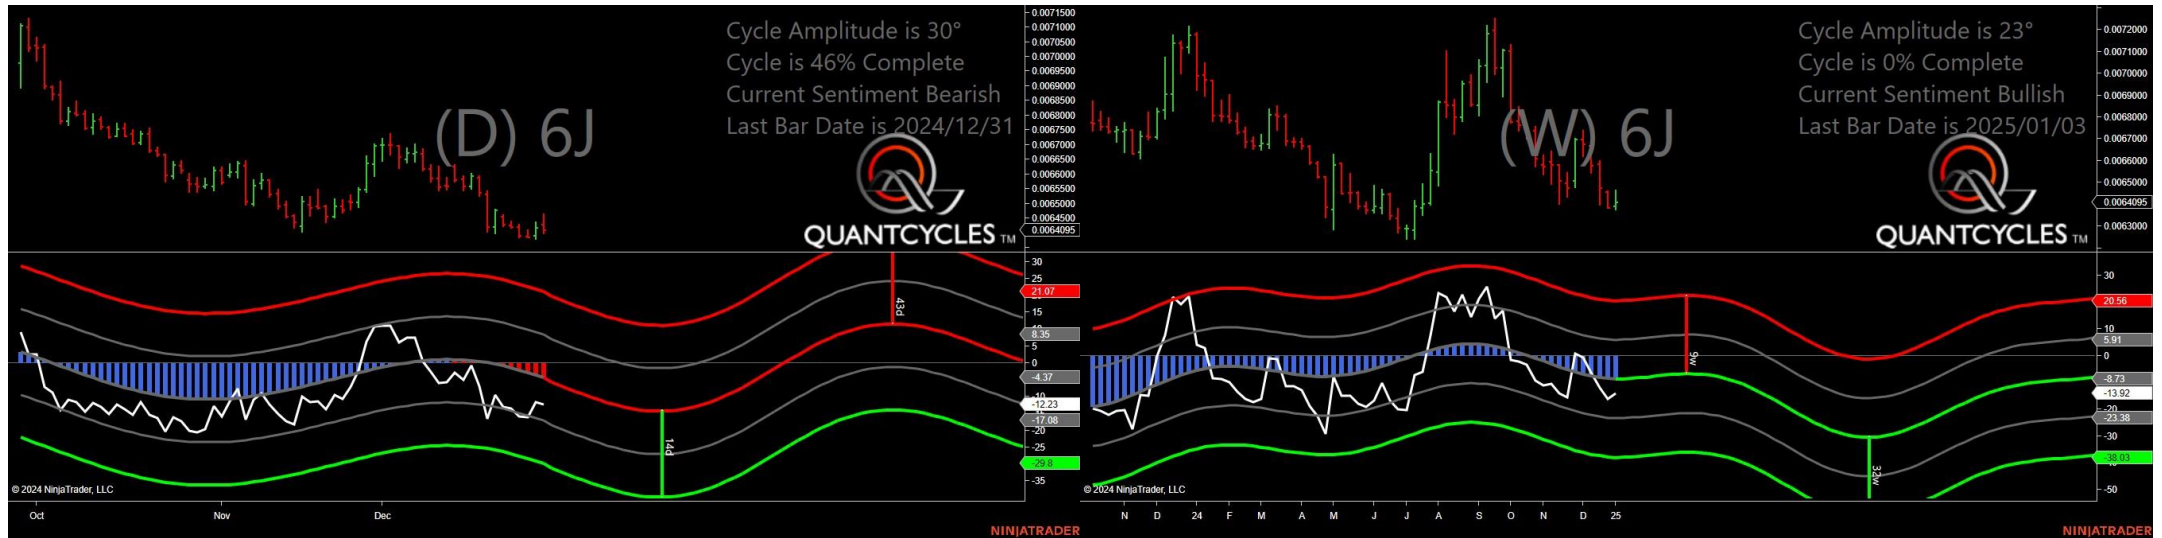 Cycle Amplitude is 30°
Cycle is 46% Complete
Current Sentiment Bearish
Last Bar Date is 2024/12/31
(D) 6J
QUANTCYCLES TM
0.0071500
0.0071000
0.0070500
0.0070000
0.0069500
0.0069000
0.0068500
0.0068000
0.0067500
0.0067000
0.0066500
0.0066000
0.0065500
0.0065000
0.0064500
0.0064095
30
25
21.07
15
8.35
5
0
-4.37
-12.23
-17.08
-20
-25
-29.8
-35
43d
14d
© 2024 NinjaTrader, LLC
Oct Nov Dec
NINJATRADER
Cycle Amplitude is 23°
Cycle is 0% Complete
Current Sentiment Bullish
Last Bar Date is 2025/01/03
(W) 6J
QUANTCYCLES TM
0.0072000
0.0071000
0.0070000
0.0069000
0.0068000
0.0067000
0.0066000
0.0065000
0.0064095
0.0063000
30
20.56
10
5.91
0
-8.73
-13.92
-20
-23.38
-30
-38.03
-50
9w
32w
© 2024 NinjaTrader, LLC
N D 24 F M A M J J A S O N D 25
NINJATRADER